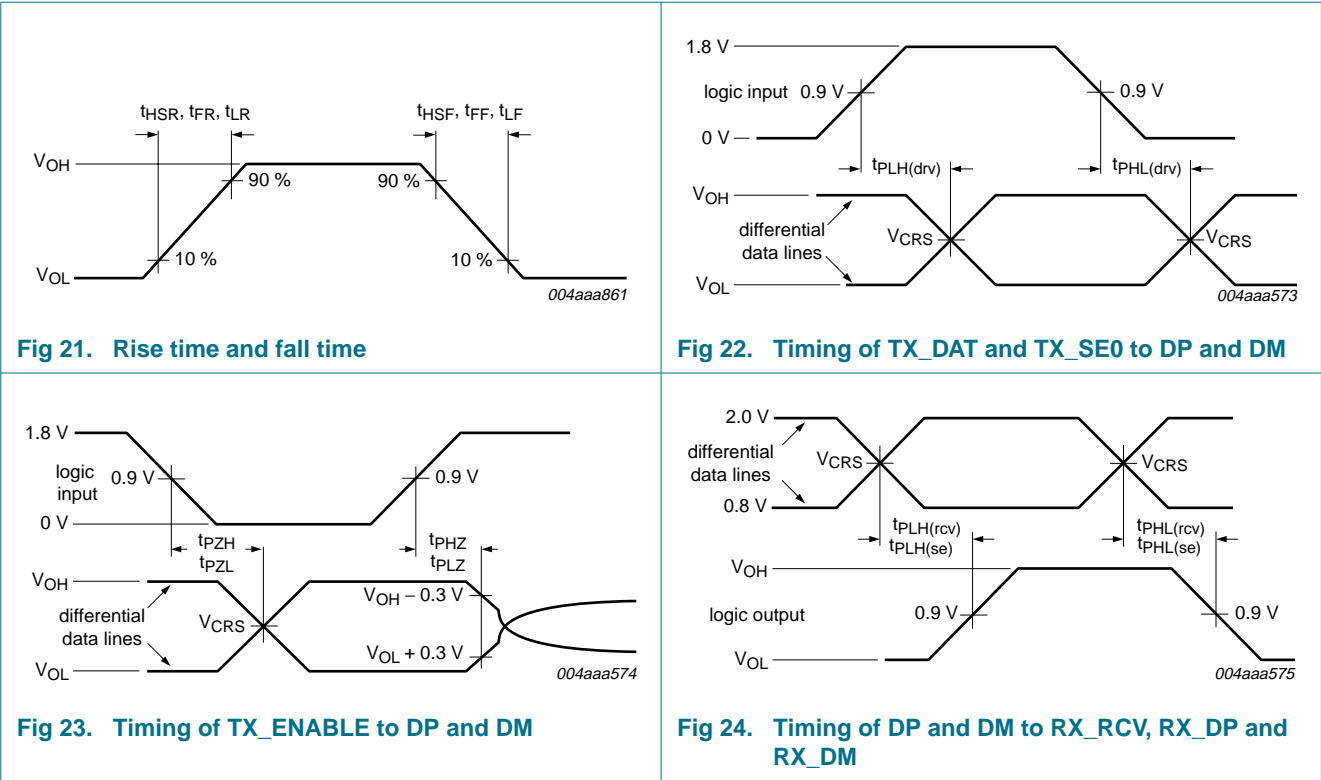 tHSR, tFR, tLR
tHSF, tFF, tLF
VOH
90 %
90 %
10 %
10 %
VOL
004aaa861
Fig 21. Rise time and fall time
1.8 V
logic input
0.9 V
0.9 V
0 V
tPLH(drv)
tPHL(drv)
VOH
differential
data lines
VCRS
VCRS
VOL
004aaa573
Fig 22. Timing of TX_DAT and TX_SE0 to DP and DM
1.8 V
logic
input
0.9 V
0.9 V
0 V
tPZH
tPZL
tPHZ
tPLZ
VOH
differential
data lines
VCRS
VOH – 0.3 V
VOL + 0.3 V
VOL
004aaa574
Fig 23. Timing of TX_ENABLE to DP and DM
2.0 V
differential
data lines
VCRS
VCRS
0.8 V
tPLH(rcv)
tPLH(se)
tPHL(rcv)
tPHL(se)
VOH
logic output
0.9 V
0.9 V
VOL
004aaa575
Fig 24. Timing of DP and DM to RX_RCV, RX_DP and
RX_DM